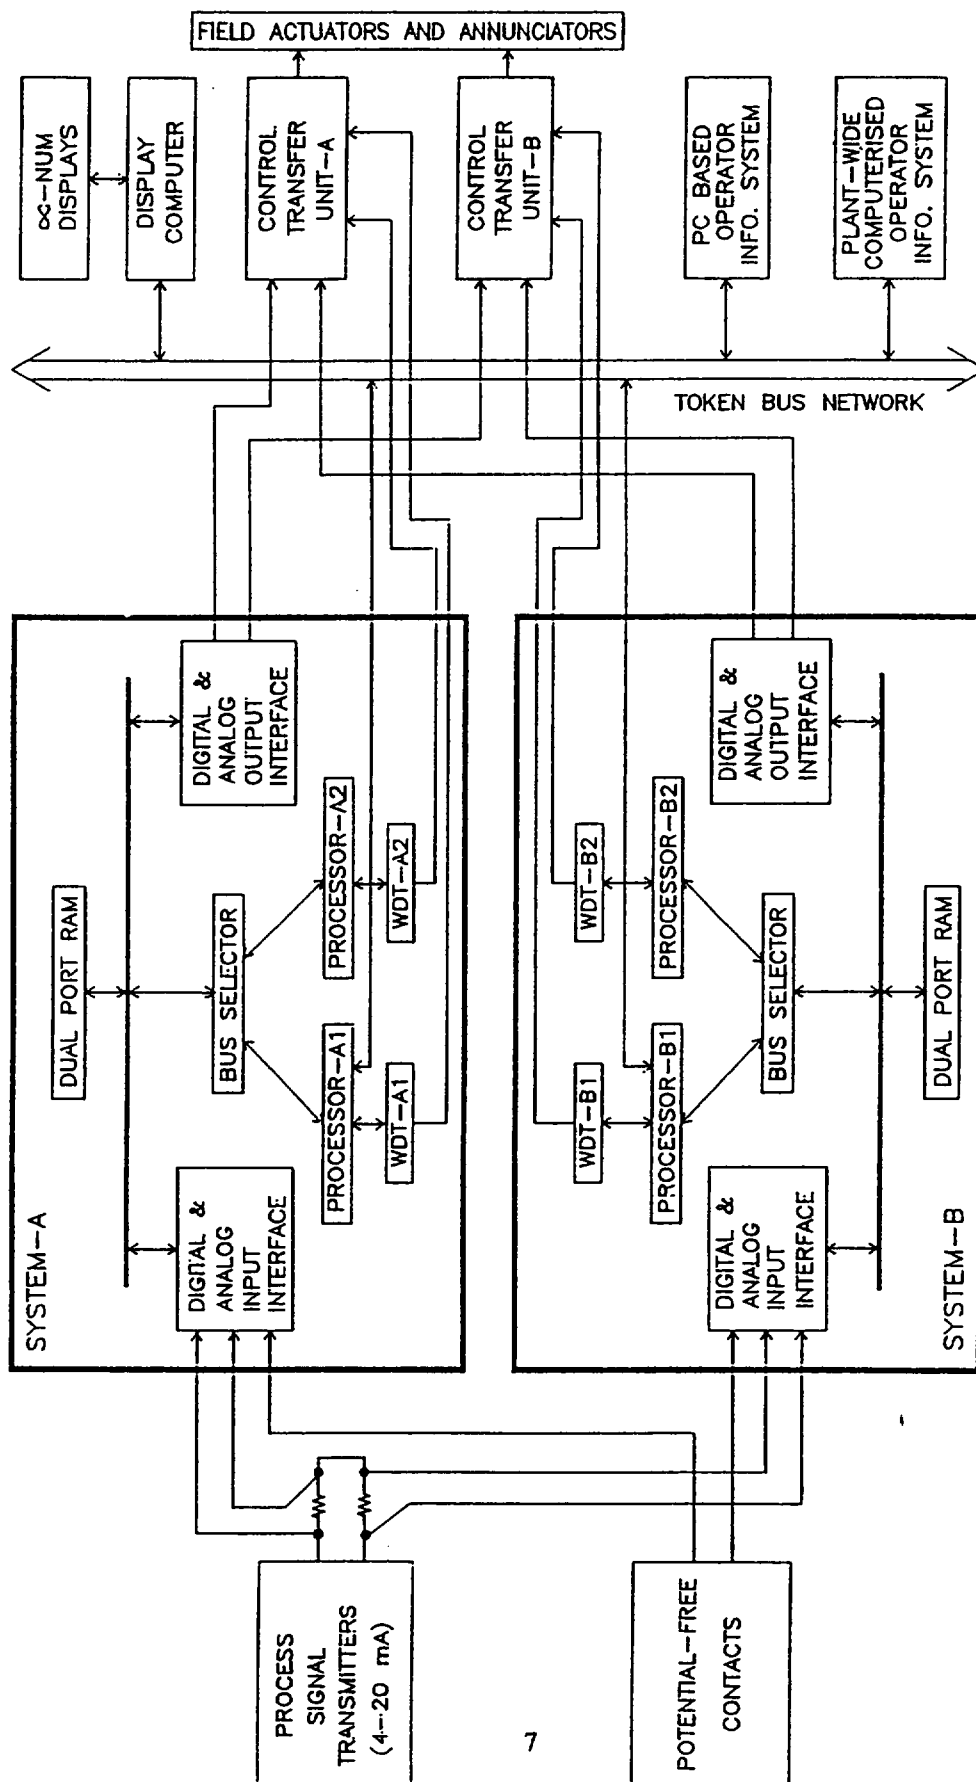 FIELD ACTUATORS AND ANNUNCIATORS
∝-NUM
DISPLAYS
DISPLAY
COMPUTER
CONTROL
TRANSFER
UNIT-A
CONTROL
TRANSFER
UNIT-B
PC BASED
OPERATOR
INFO. SYSTEM
PLANT-WIDE
COMPUTERISED
OPERATOR
INFO. SYSTEM
TOKEN BUS NETWORK
SYSTEM-A
DUAL PORT RAM
DIGITAL &
ANALOG
OUTPUT
INTERFACE
BUS SELECTOR
PROCESSOR-A2
WDT-A2
PROCESSOR-A1
WDT-A1
DIGITAL &
ANALOG
INPUT
INTERFACE
SYSTEM-B
WDT-B2
PROCESSOR-B2
WDT-B1
PROCESSOR-B1
BUS SELECTOR
DIGITAL &
ANALOG
OUTPUT
INTERFACE
DUAL PORT RAM
DIGITAL &
ANALOG
INPUT
INTERFACE
PROCESS
SIGNAL
TRANSMITTERS
(4-20 mA)
POTENTIAL-FREE
CONTACTS
7